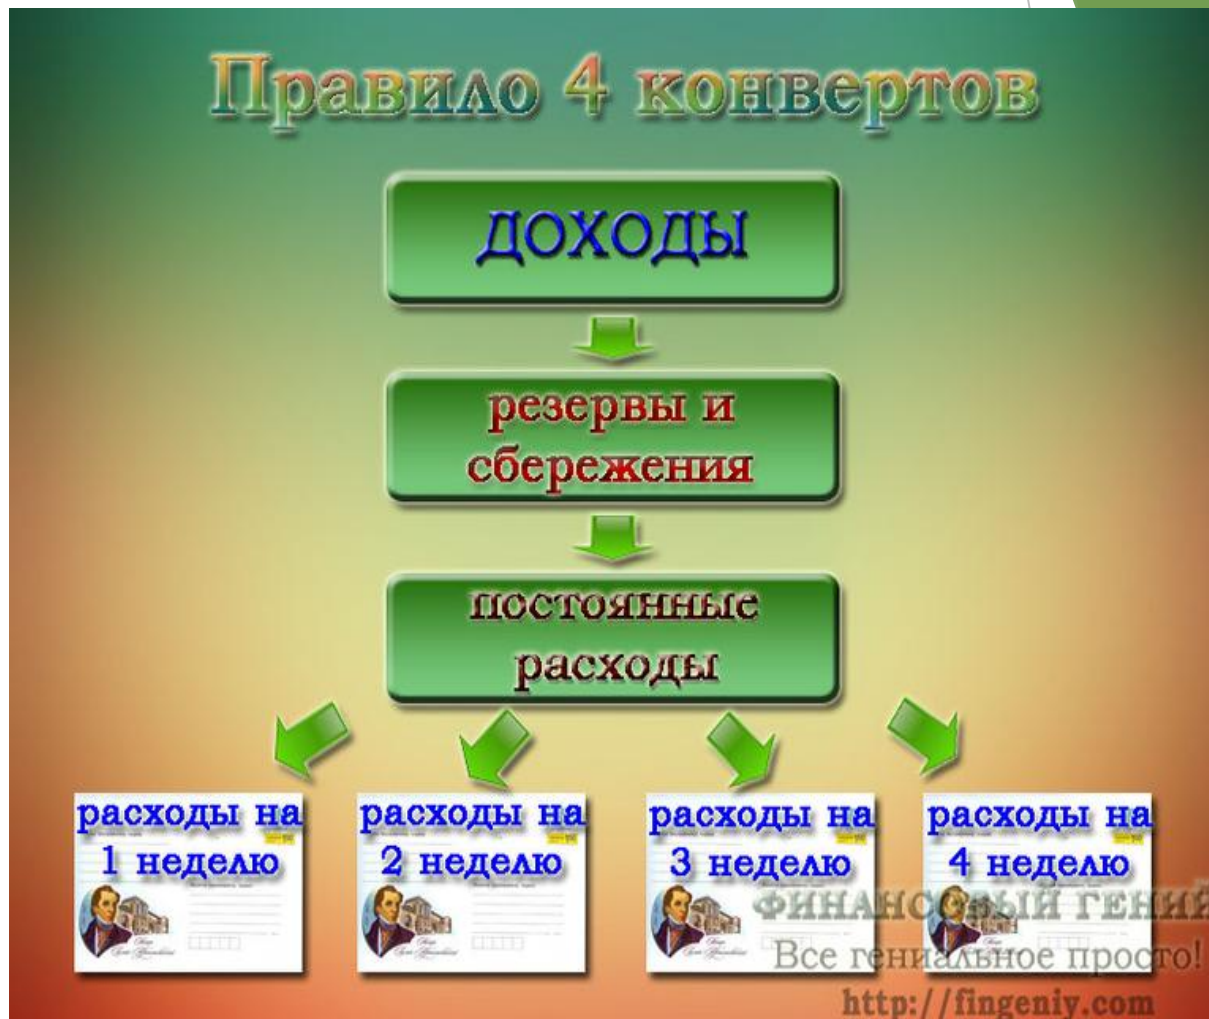 Правило 4 конвертов
ДОХОДЫ
резервы и
сбережения
постоянные
расходы
расходы на
1 неделю
расходы на
2 неделю
расходы на
3 неделю
расходы на
4 неделю
ФИНАНСОВЫЙ ГЕНИЙ
Все гениальное просто!
http://fingeniy.com